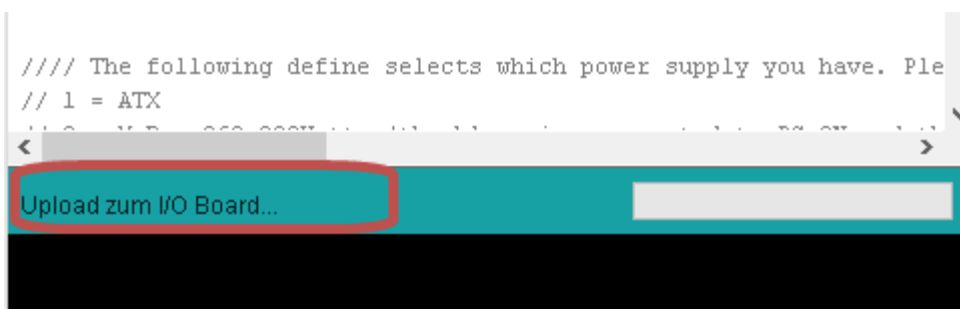 //// The following define selects which power supply you have. Ple
// 1 = ATX
Upload zum I/O Board...